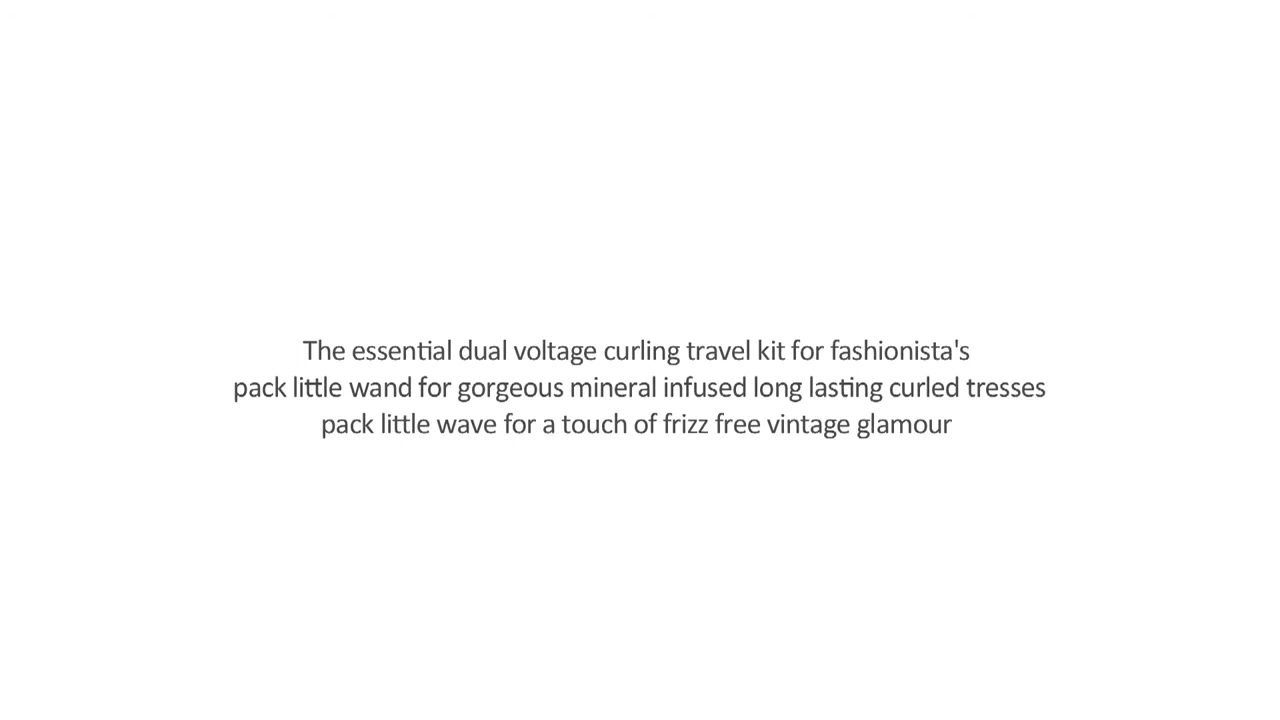 The essential dual voltage curling travel kit for fashionista's
pack little wand for gorgeous mineral infused long lasting curled tresses
pack little wave for a touch of frizz free vintage glamour